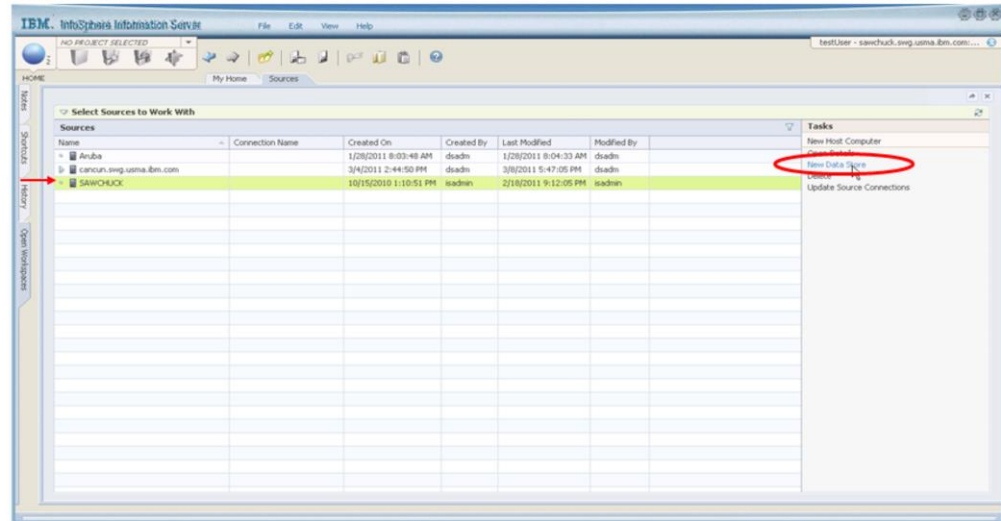 IBM. InfoSphere Information Server File Edit View Help
NO PROJECT SELECTED
testUser - sawchuck.swg.usma.ibm.com:...
HOME My Home Sources
Notes
Shortcuts
History
Open Workspaces
Select Sources to Work With
Sources
Name Connection Name Created On Created By Last Modified Modified By
Aruba 1/28/2011 8:03:48 AM dsadm 1/28/2011 8:04:33 AM dsadm
cancun.swg.usma.ibm.com 3/4/2011 2:44:50 PM dsadm 3/8/2011 5:47:05 PM dsadm
SAWCHUCK 10/15/2010 1:10:51 PM isadmin 2/18/2011 9:12:05 PM isadmin
Tasks
New Host Computer
Open Details
New Data Store
Delete
Update Source Connections